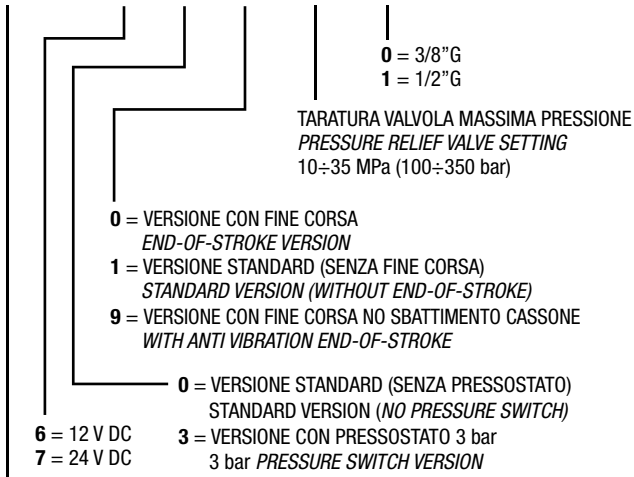 0 = 3/8”G
1 = 1/2”G
TARATURA VALVOLA MASSIMA PRESSIONE
PRESSURE RELIEF VALVE SETTING
10÷35 MPa (100÷350 bar)
0 = VERSIONE CON FINE CORSA
END-OF-STROKE VERSION
1 = VERSIONE STANDARD (SENZA FINE CORSA)
STANDARD VERSION (WITHOUT END-OF-STROKE)
9 = VERSIONE CON FINE CORSA NO SBATTIMENTO CASSONE
WITH ANTI VIBRATION END-OF-STROKE
0 = VERSIONE STANDARD (SENZA PRESSOSTATO)
STANDARD VERSION (NO PRESSURE SWITCH)
3 = VERSIONE CON PRESSOSTATO 3 bar
3 bar PRESSURE SWITCH VERSION
6 = 12 V DC
7 = 24 V DC